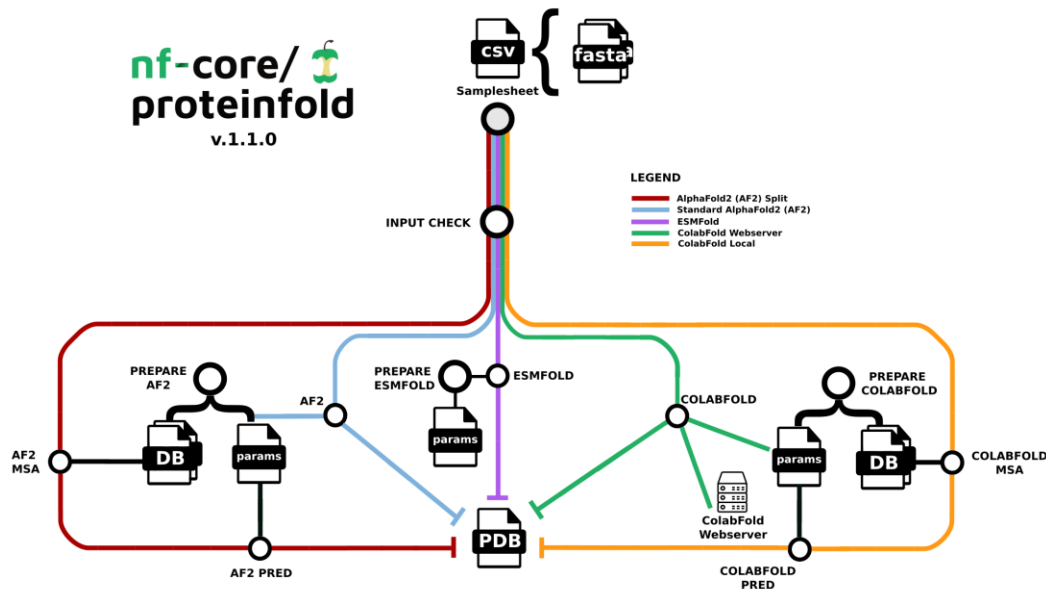 csv
fasta
nf-core/
proteinfold
v.1.1.0
Samplesheet
LEGEND
AlphaFold2 (AF2) Split
Standard AlphaFold2 (AF2)
ESMFold
ColabFold Webserver
ColabFold Local
INPUT CHECK
PREPARE
AF2
PREPARE
ESMFOLD
ESMFOLD
PREPARE
COLABFOLD
AF2
COLABFOLD
AF2
MSA
DB
params
params
params
DB
COLABFOLD
MSA
PDB
ColabFold
Webserver
AF2 PRED
COLABFOLD
PRED